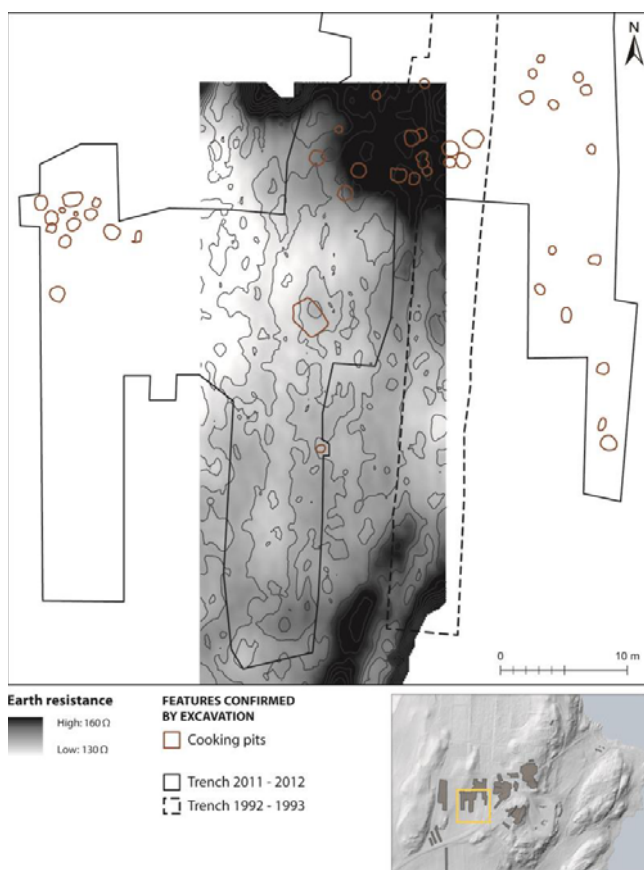 N
0 10 m
Earth resistance
High: 160 Ω
Low: 130 Ω
FEATURES CONFIRMED
BY EXCAVATION
Cooking pits
Trench 2011 - 2012
Trench 1992 - 1993